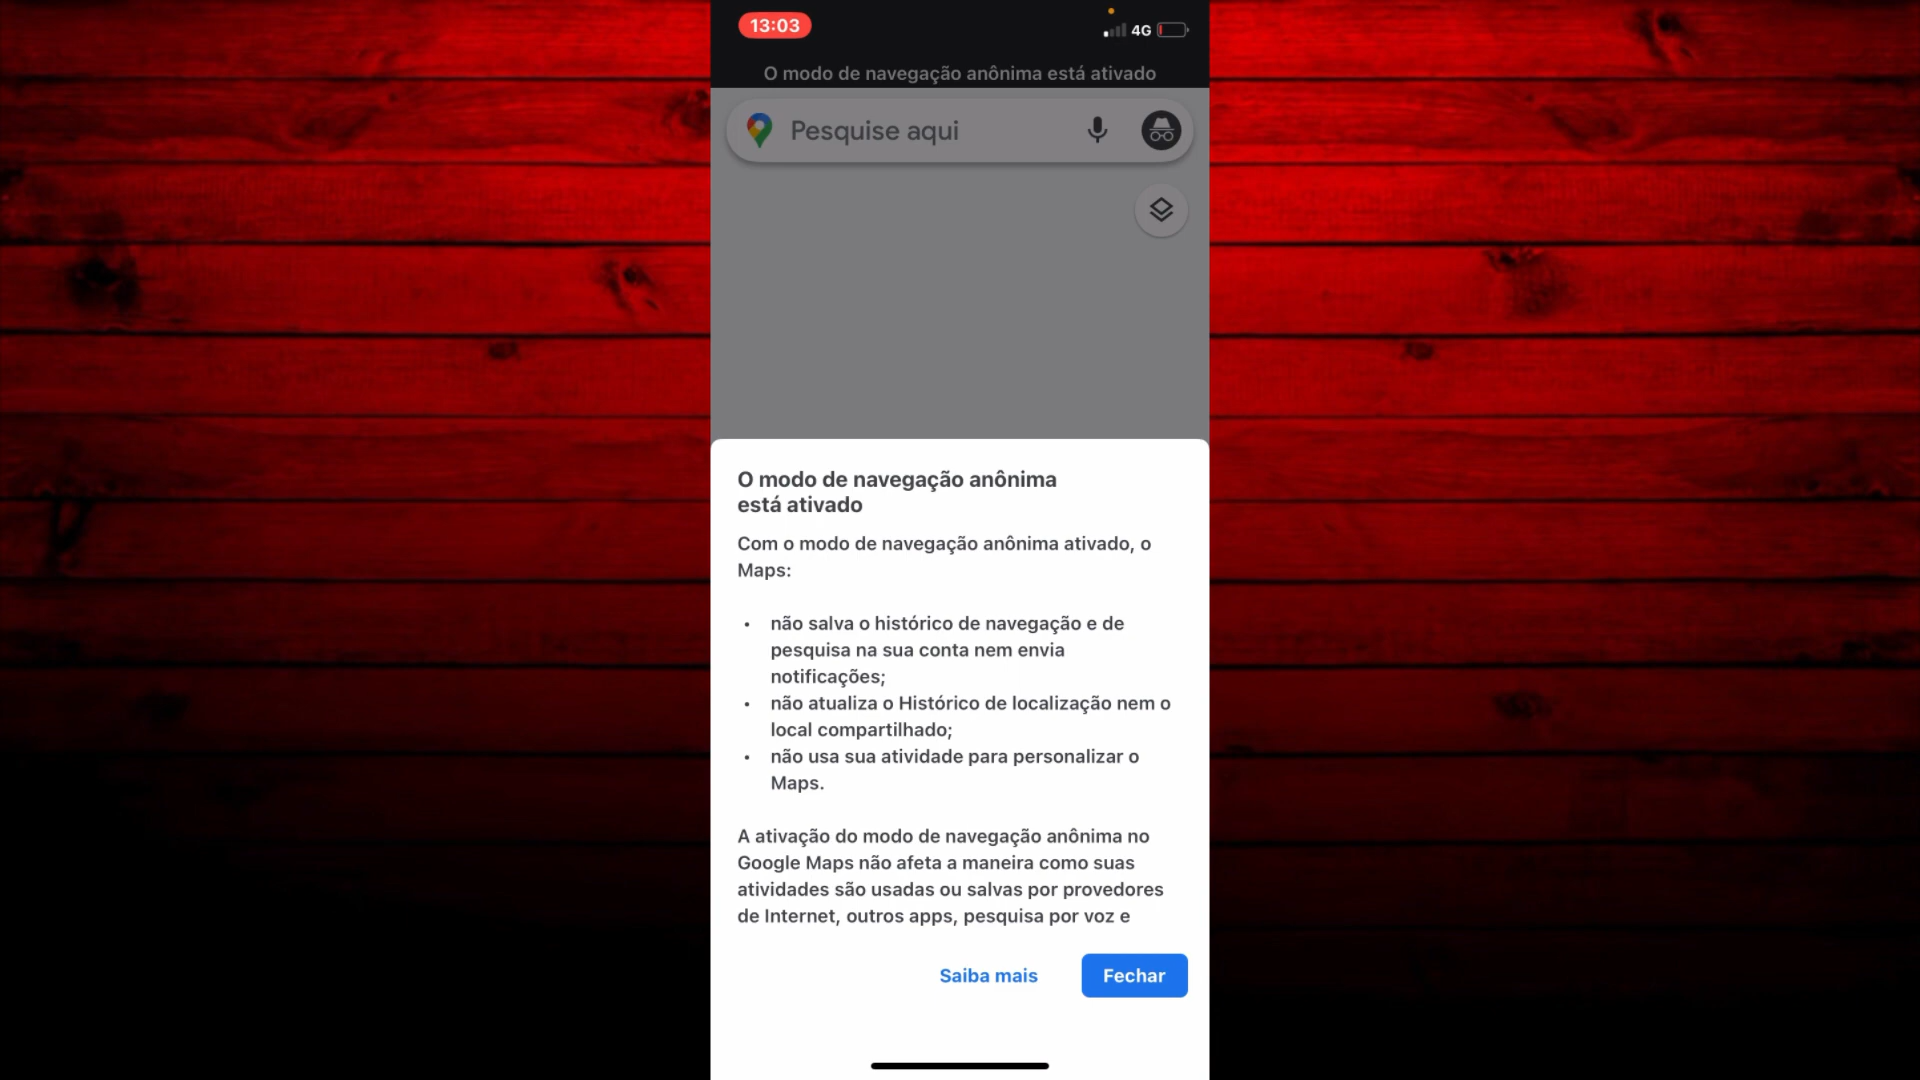 13:03
4G
O modo de navegação anônima está ativado
Pesquise aqui
O modo de navegação anônima
está ativado
Com o modo de navegação anônima ativado, o
Maps:
• não salva o histórico de navegação e de
pesquisa na sua conta nem envia
notificações;
• não atualiza o Histórico de localização nem o
local compartilhado;
• não usa sua atividade para personalizar o
Maps.
A ativação do modo de navegação anônima no
Google Maps não afeta a maneira como suas
atividades são usadas ou salvas por provedores
de Internet, outros apps, pesquisa por voz e
Saiba mais
Fechar